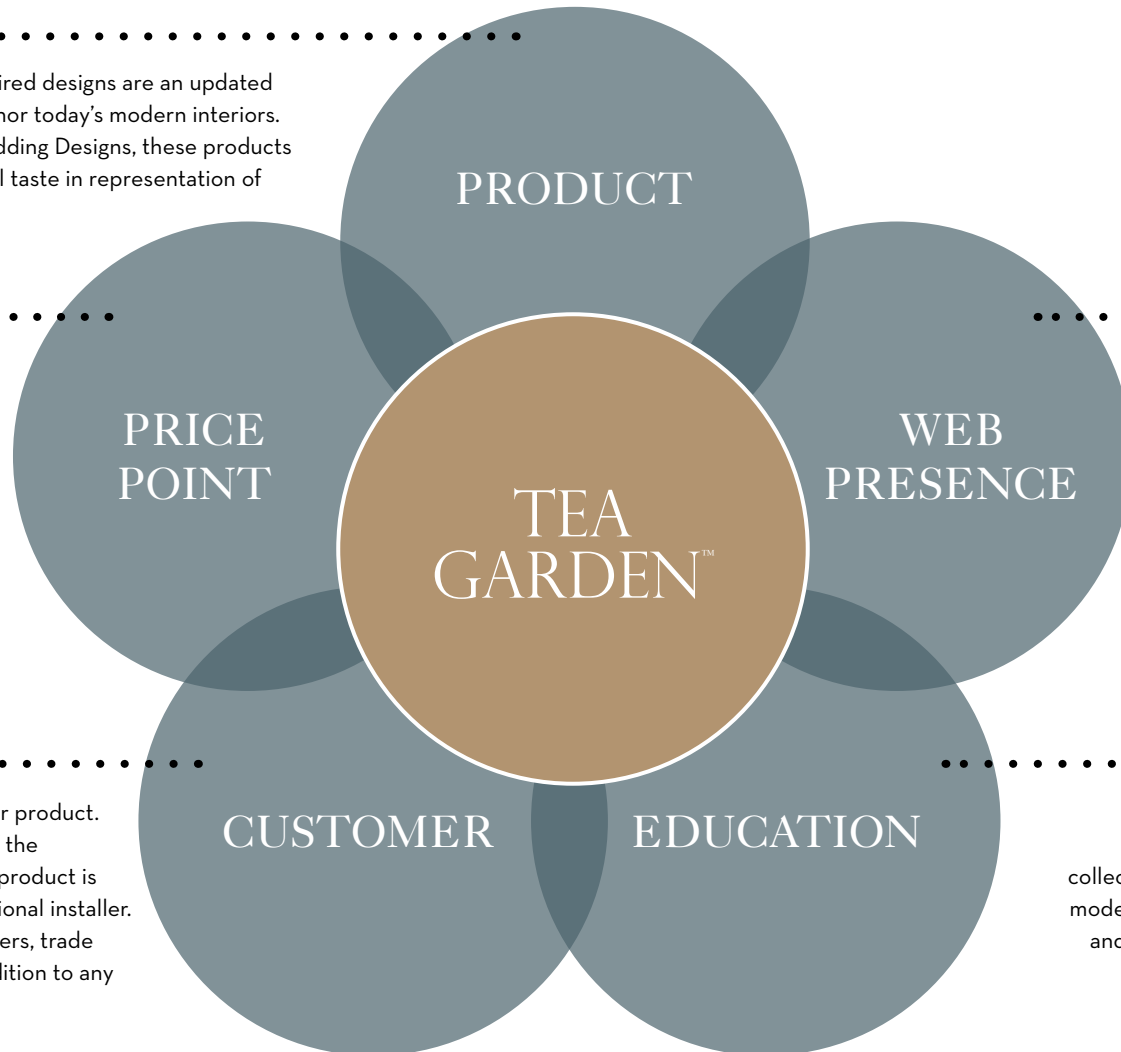 ired designs are an updated
nor today's modern interiors.
dding Designs, these products
l taste in representation of
PRODUCT
PRICE
POINT
WEB
PRESENCE
TEA
GARDEN™
CUSTOMER
EDUCATION
r product.
the
product is
ional installer.
ers, trade
dition to any
collec
mode
and